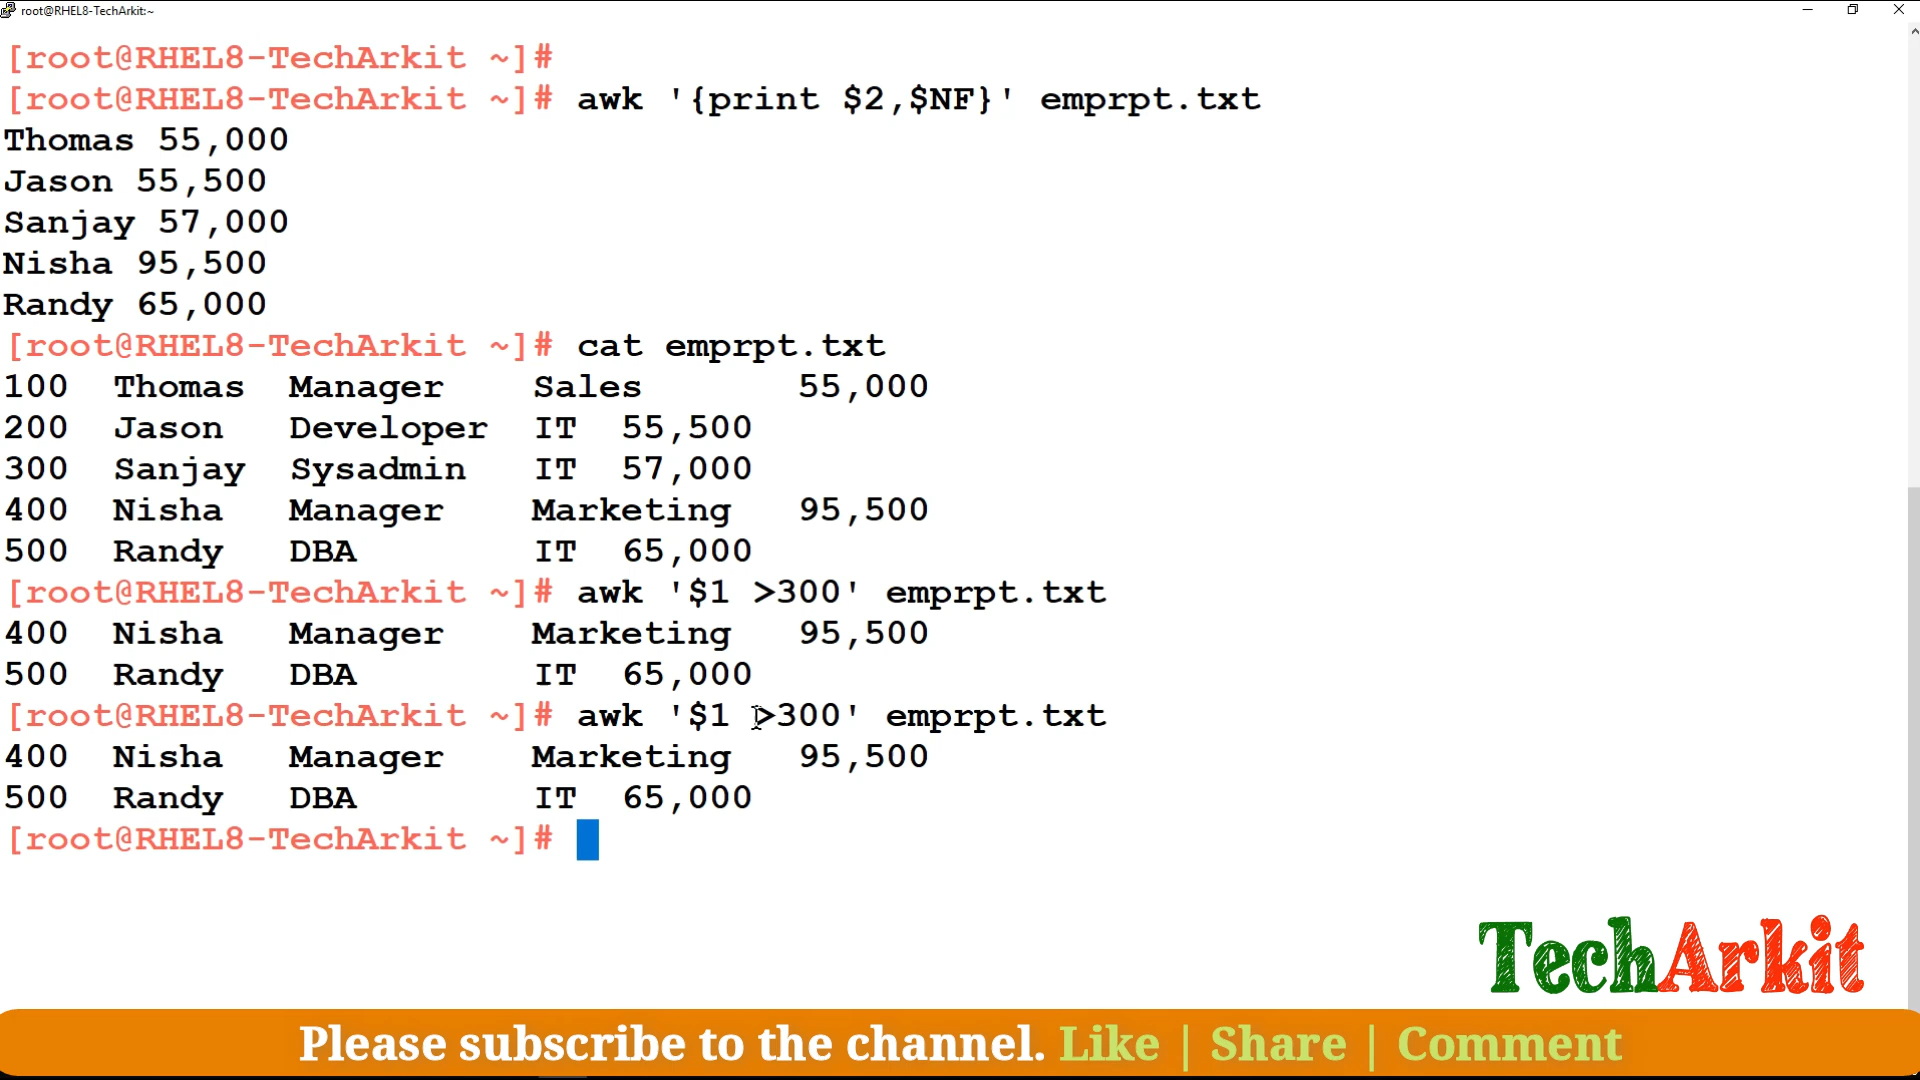 root@RHEL8-TechArkit:~
[root@RHEL8-TechArkit ~]#
[root@RHEL8-TechArkit ~]# awk '{print $2,$NF}' emprpt.txt
Thomas 55,000
Jason 55,500
Sanjay 57,000
Nisha 95,500
Randy 65,000
[root@RHEL8-TechArkit ~]# cat emprpt.txt
100  Thomas  Manager    Sales       55,000
200  Jason   Developer  IT  55,500
300  Sanjay  Sysadmin   IT  57,000
400  Nisha   Manager    Marketing   95,500
500  Randy   DBA        IT  65,000
[root@RHEL8-TechArkit ~]# awk '$1 >300' emprpt.txt
400  Nisha   Manager    Marketing   95,500
500  Randy   DBA        IT  65,000
[root@RHEL8-TechArkit ~]# awk '$1 >300' emprpt.txt
400  Nisha   Manager    Marketing   95,500
500  Randy   DBA        IT  65,000
[root@RHEL8-TechArkit ~]#
TechArkit
Please subscribe to the channel. Like | Share | Comment